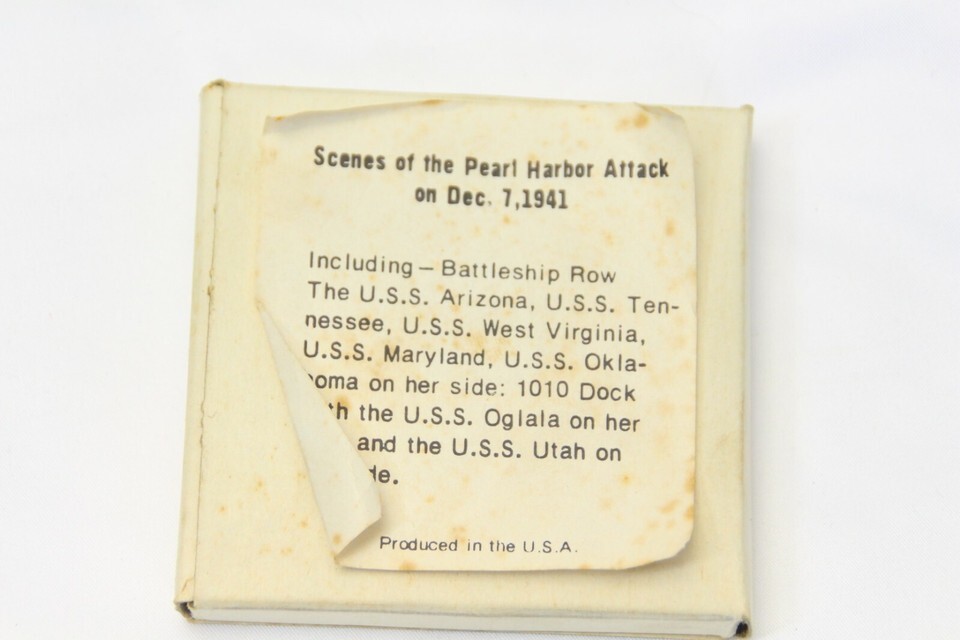 Scenes of the Pearl Harbor Attack
on Dec. 7,1941
Including — Battleship Row
The U.S.S. Arizona, U.S.S. Ten-
nessee, U.S.S. West Virginia,
U.S.S. Maryland, U.S.S. Okla-
oma on her side: 1010 Dock
th the U.S.S. Oglala on her
and the U.S.S. Utah on
de.
Produced in the U.S.A.